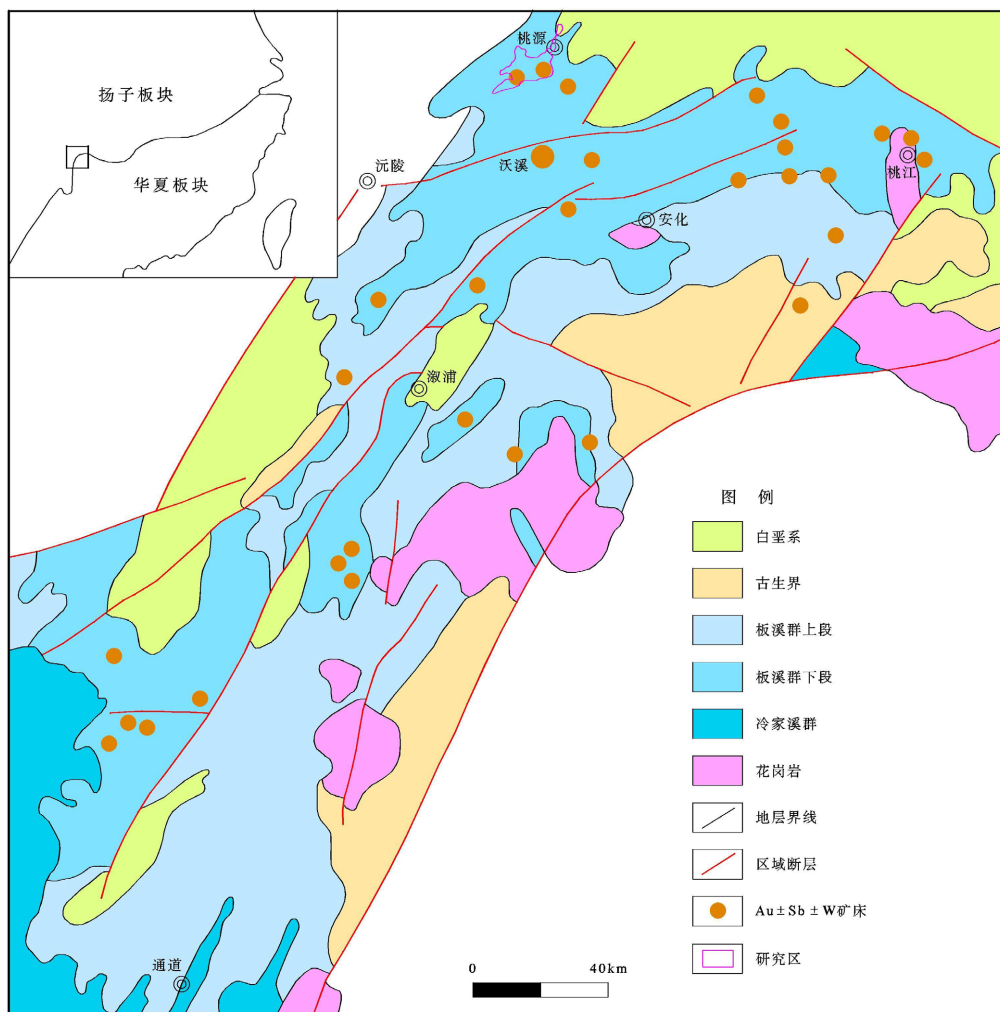 桃源
扬子板块
沃溪
沅陵
桃江
华夏板块
安化
溆浦
图 例
白垩系
古生界
板溪群上段
板溪群下段
冷家溪群
花岗岩
地层界线
区域断层
Au±Sb±W矿床
通道
0 40km
研究区